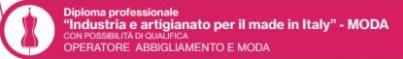 Diploma professionale
"Industria e artigianato per il made in Italy" - MODA
CON POSSIBILITÀ DI QUALIFICA
OPERATORE ABBIGLIAMENTO E MODA